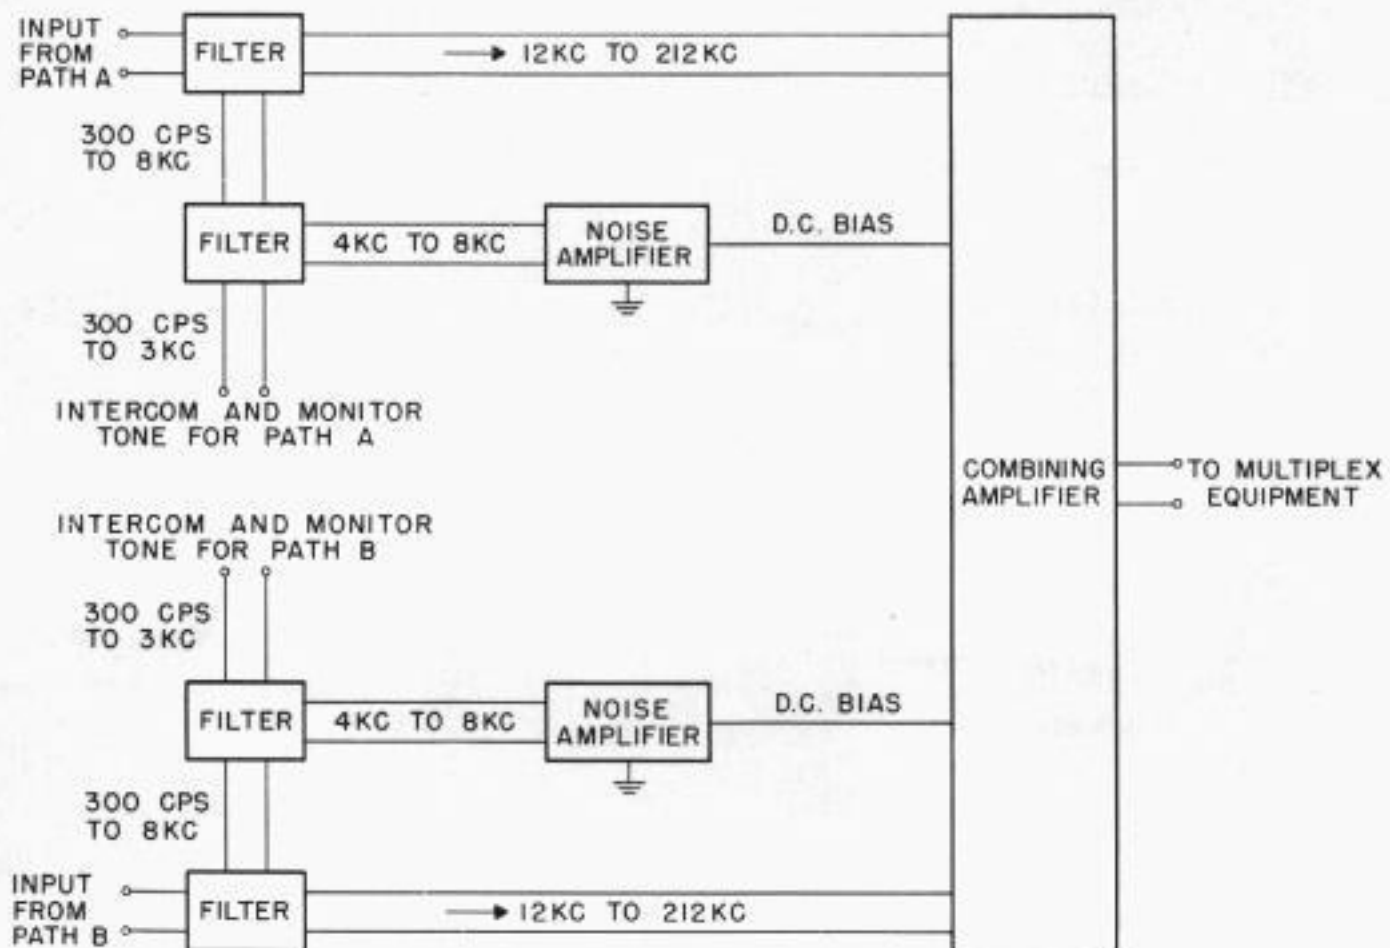 INPUT
FROM
PATH A
FILTER
12KC TO 212KC
300 CPS
TO 8KC
FILTER
4KC TO 8KC
NOISE
AMPLIFIER
D.C. BIAS
300 CPS
TO 3KC
INTERCOM AND MONITOR
TONE FOR PATH A
COMBINING
AMPLIFIER
TO MULTIPLEX
EQUIPMENT
INTERCOM AND MONITOR
TONE FOR PATH B
300 CPS
TO 3KC
FILTER
4KC TO 8KC
NOISE
AMPLIFIER
D.C. BIAS
300 CPS
TO 8KC
INPUT
FROM
PATH B
FILTER
12KC TO 212KC